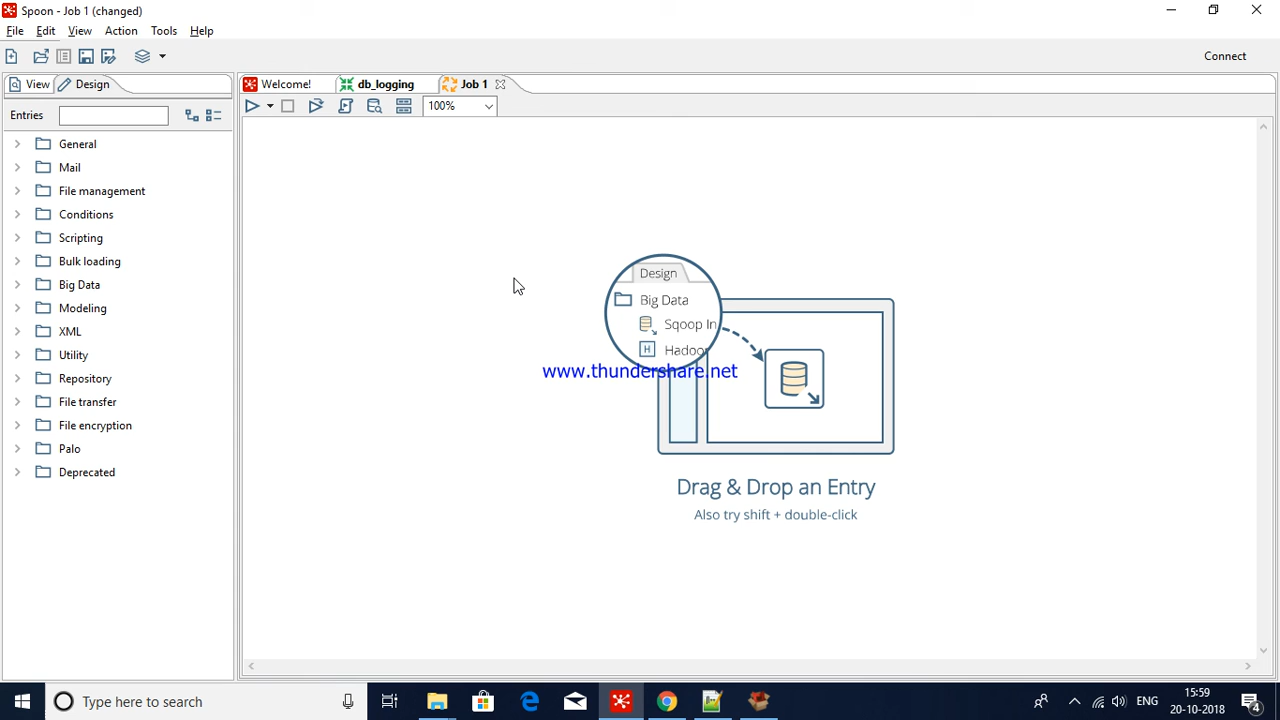 Spoon - Job 1 (changed)
File Edit View Action Tools Help
Connect
View Design
Welcome! db_logging Job 1
Entries
100%
General
Mail
File management
Conditions
Scripting
Bulk loading
Big Data
Modeling
XML
Utility
Repository
File transfer
File encryption
Palo
Deprecated
Design
Big Data
Sqoop In
Hadoop
www.thundershare.net
Drag & Drop an Entry
Also try shift + double-click
Type here to search
ENG
15:59
20-10-2018
4